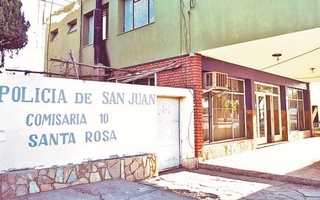 POLICIA DE SAN JUAN
COMISARIA 10
SANTA ROSA